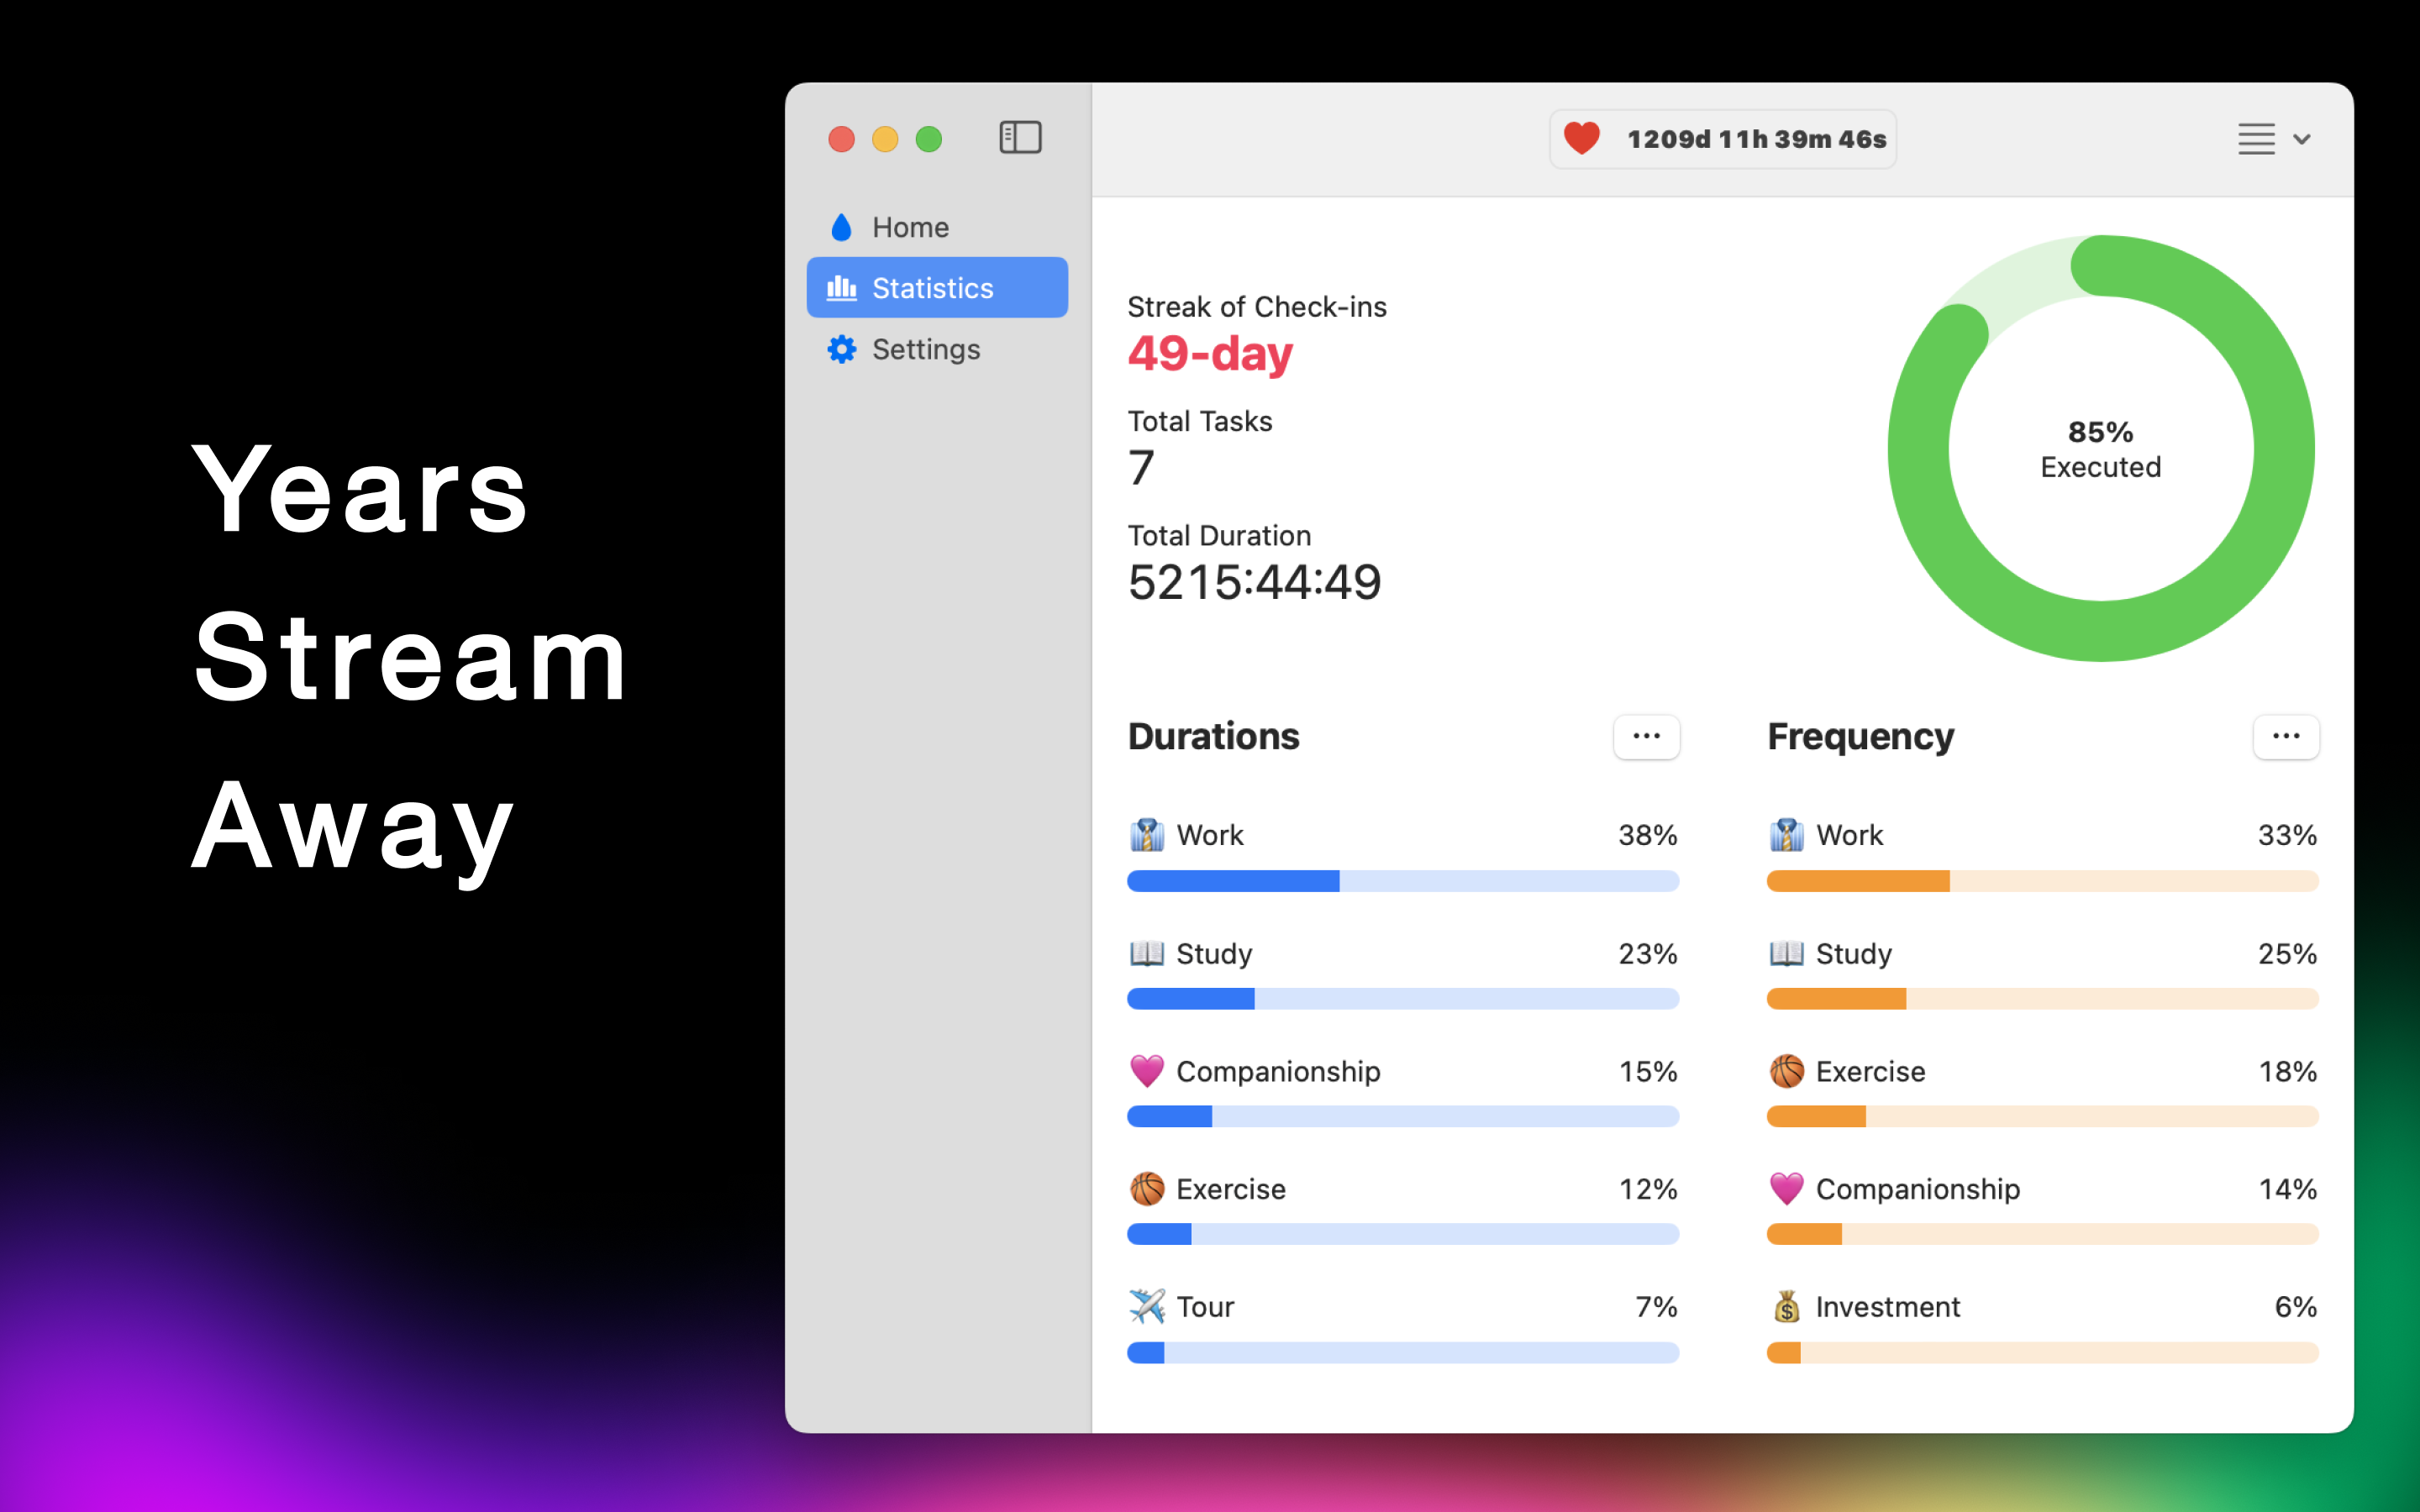 Years
Stream
Away
1209d 11h 39m 46s
Home
Statistics
Settings
Streak of Check-ins
49-day
Total Tasks
7
Total Duration
5215:44:49
85%
Executed
Durations
Work 38%
Study 23%
Companionship 15%
Exercise 12%
Tour 7%
Frequency
Work 33%
Study 25%
Exercise 18%
Companionship 14%
Investment 6%